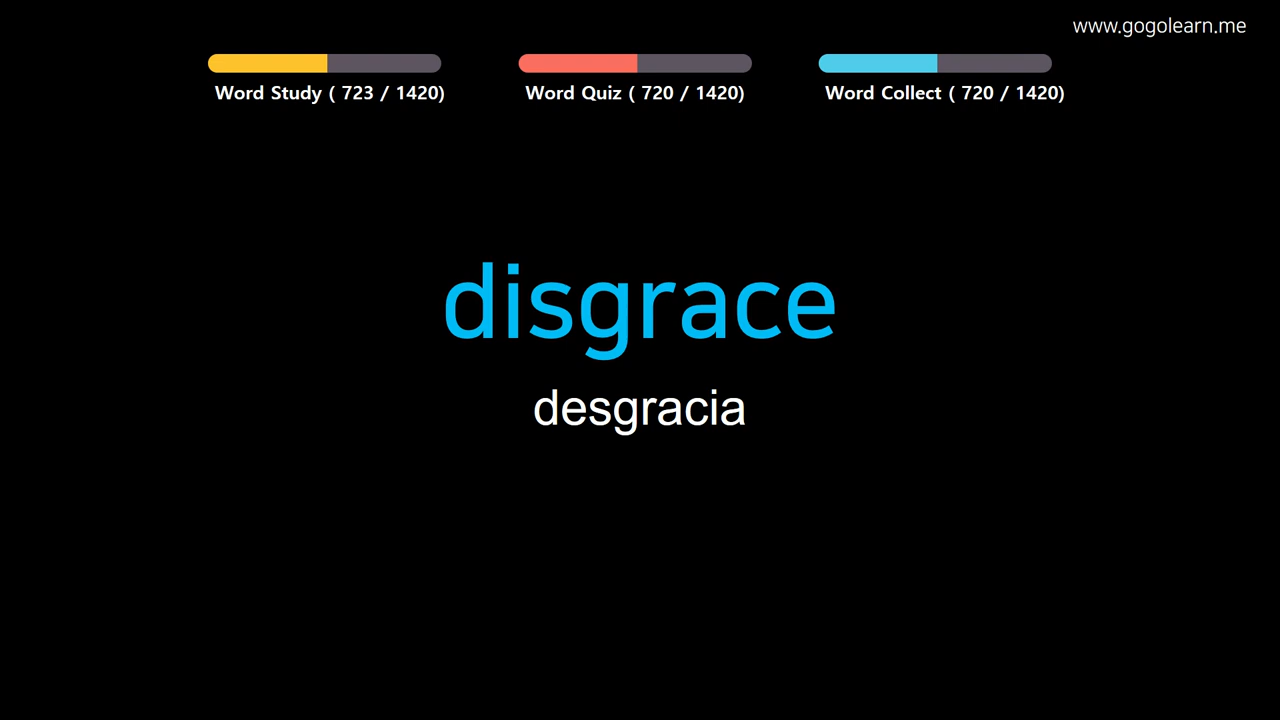 www.gogolearn.me
Word Study ( 723 / 1420)
Word Quiz ( 720 / 1420)
Word Collect ( 720 / 1420)
disgrace
desgracia